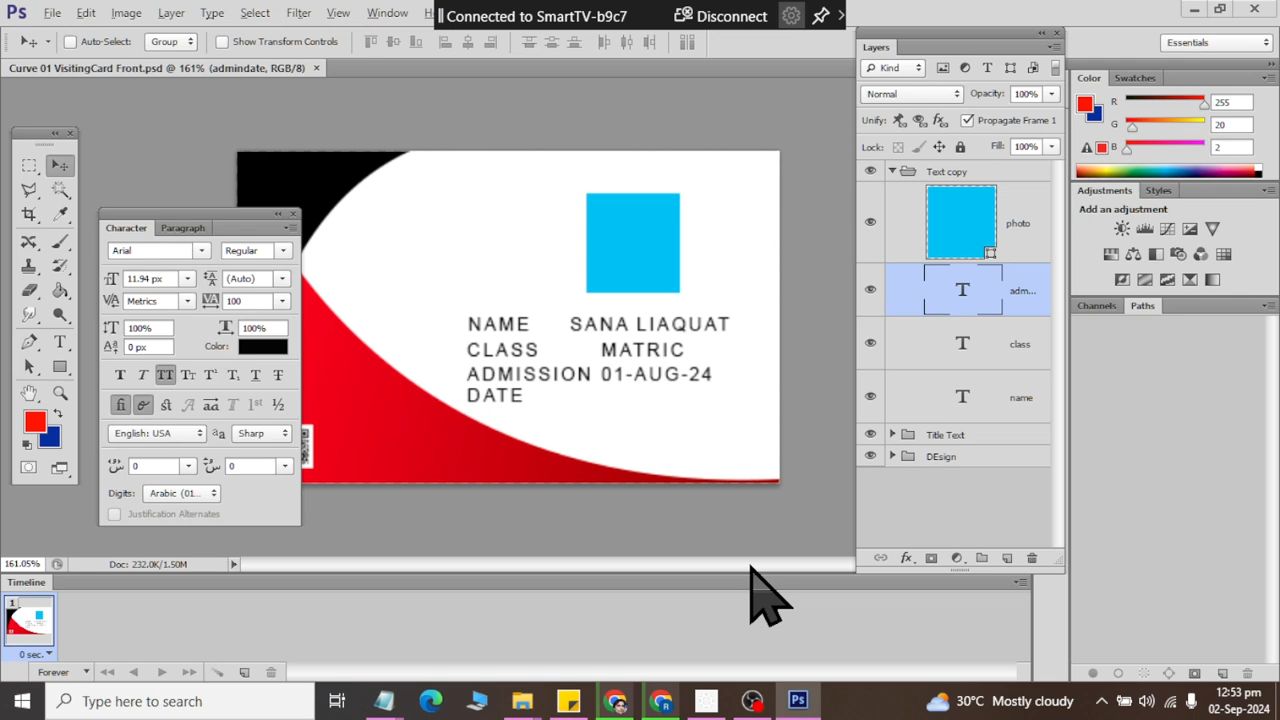 Ps File Edit Image Layer Type Select Filter View Window
Connected to SmartTV-b9c7 Disconnect
Auto-Select: Group Show Transform Controls Essentials
Curve 01 VisitingCard Front.psd @ 161% (admindate, RGB/8) ×
Layers
Kind
Normal Opacity: 100%
Unify: Propagate Frame 1
Lock: Fill: 100%
Text copy
photo
adm...
class
name
Title Text
DEsign
Color Swatches
R 255
G 20
B 2
Adjustments Styles
Add an adjustment
Channels Paths
Character Paragraph
Arial Regular
11.94 px (Auto)
Metrics 100
100% 100%
0 px Color:
English: USA Sharp
0 0
Digits: Arabic (01...
Justification Alternates
NAME SANA LIAQUAT
CLASS MATRIC
ADMISSION 01-AUG-24
DATE
161.05% Doc: 232.0K/1.50M
Timeline
1
0 sec.
Forever
Type here to search
30°C Mostly cloudy
12:53 pm
02-Sep-2024